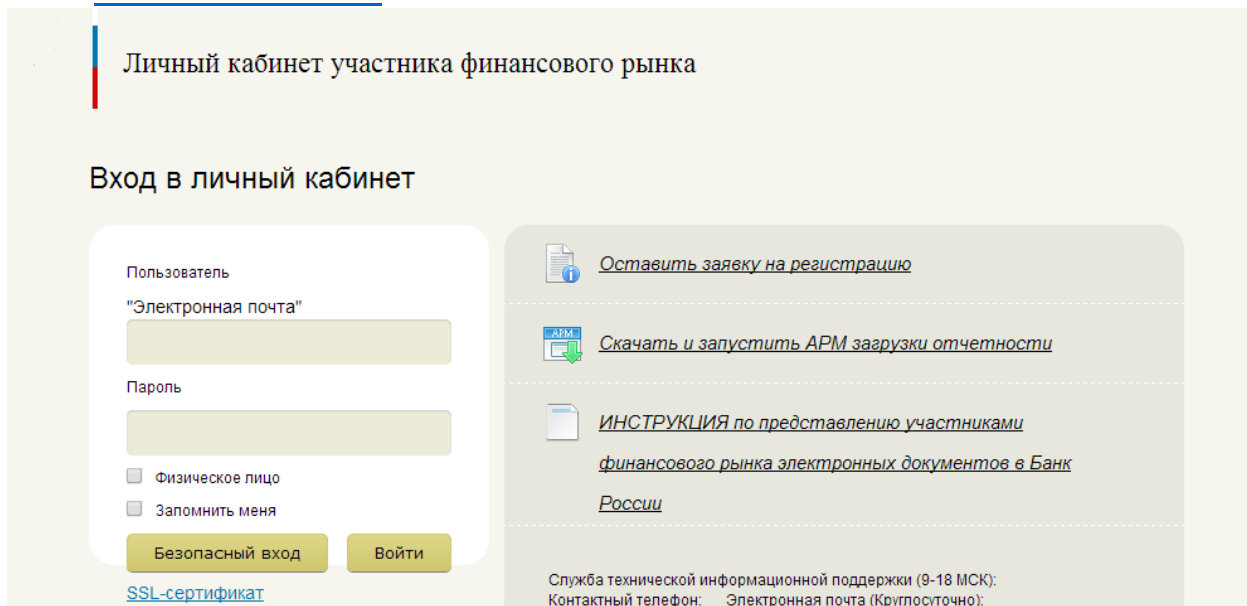 Личный кабинет участника финансового рынка
Вход в личный кабинет
Пользователь
"Электронная почта"
Пароль
Физическое лицо
Запомнить меня
Безопасный вход
Войти
SSL-сертификат
Оставить заявку на регистрацию
АРМ
Скачать и запустить АРМ загрузки отчетности
ИНСТРУКЦИЯ по представлению участниками
финансового рынка электронных документов в Банк
России
Служба технической информационной поддержки (9-18 МСК):
Контактный телефон: Электронная почта (Круглосуточно):